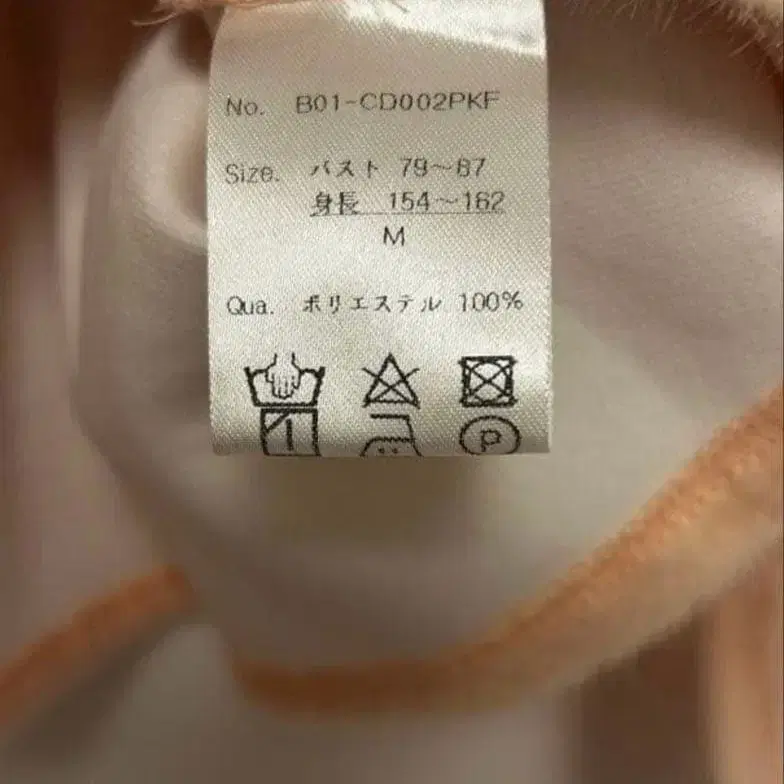 No. B01-CD002PKF
Size. バスト 79～87
身長 154～162
M
Qua. ポリエステル 100%
P